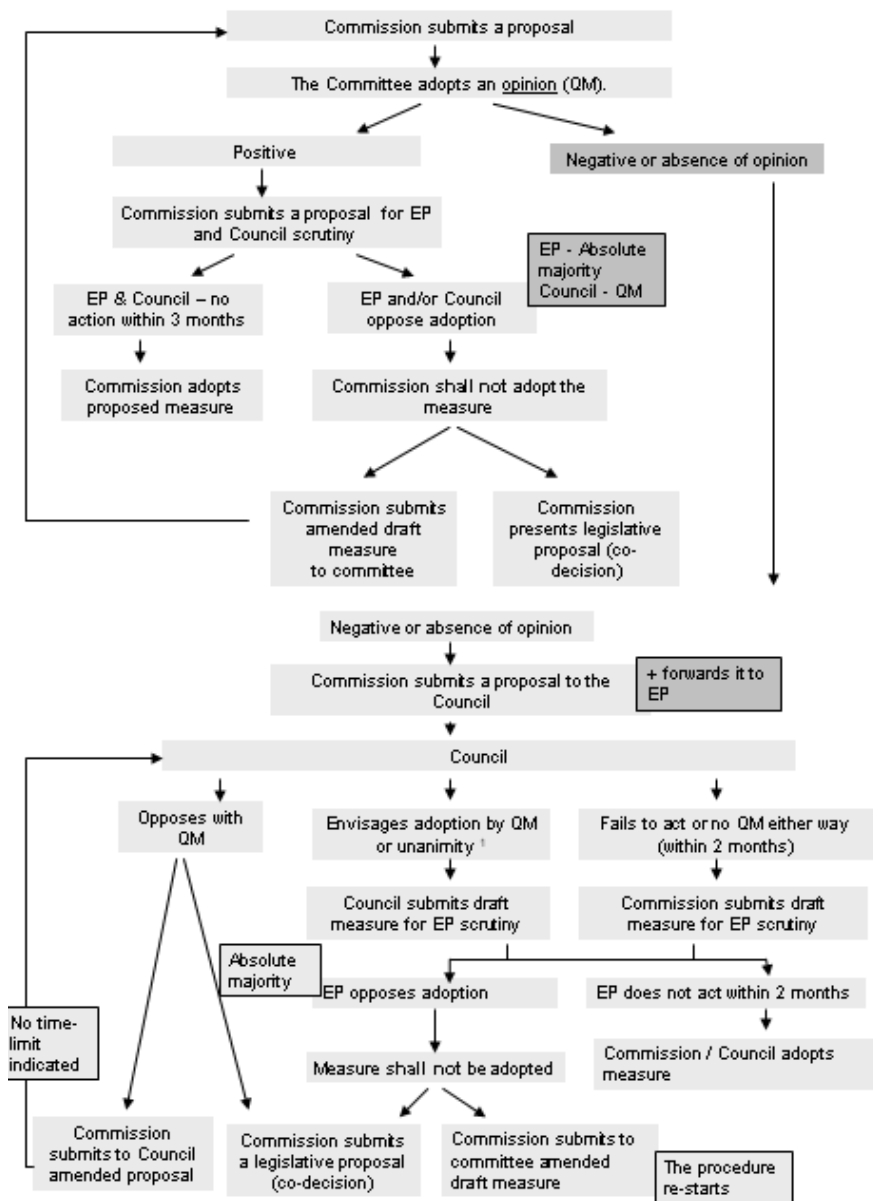 Commission submits a proposal
The Committee adopts an opinion (QM).
Positive
Negative or absence of opinion
Commission submits a proposal for EP
and Council scrutiny
EP - Absolute
majority
Council - QM
EP & Council – no
action within 3 months
EP and/or Council
oppose adoption
Commission adopts
proposed measure
Commission shall not adopt the
measure
Commission submits
amended draft
measure
to committee
Commission
presents legislative
proposal (co-
decision)
Negative or absence of opinion
Commission submits a proposal to the
Council
+ forwards it to
EP
Council
Opposes with
QM
Envisages adoption by QM
or unanimity ¹
Fails to act or no QM either way
(within 2 months)
Council submits draft
measure for EP scrutiny
Commission submits draft
measure for EP scrutiny
Absolute
majority
EP opposes adoption
EP does not act within 2 months
No time-
limit
indicated
Measure shall not be adopted
Commission / Council adopts
measure
Commission
submits to Council
amended proposal
Commission submits
a legislative proposal
(co-decision)
Commission submits to
committee amended
draft measure
The procedure
re-starts